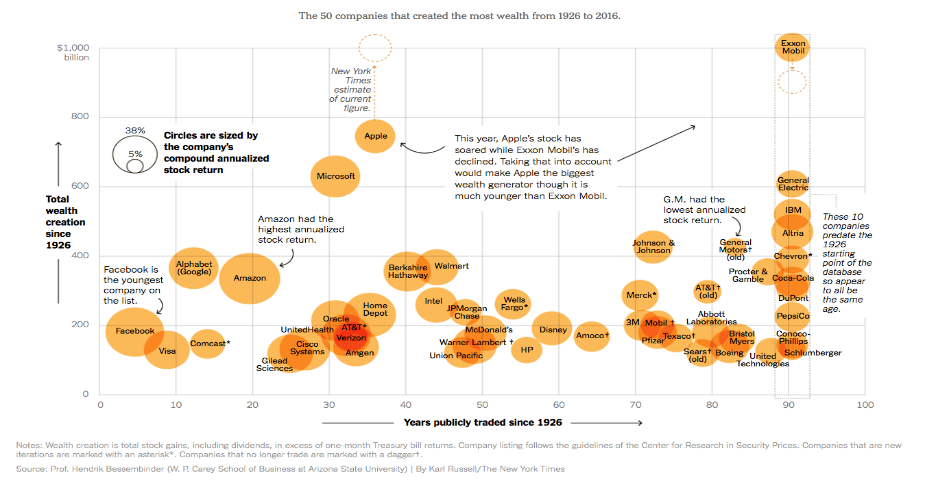 The 50 companies that created the most wealth from 1926 to 2016.
$1,000
billion
800
600
400
200
0
0
10
20
30
40
50
60
70
80
90
100
Total
wealth
creation
since
1926
Years publicly traded since 1926
38%
5%
Circles are sized by
the company's
compound annualized
stock return
New York
Times
estimate
of current
figure.
Apple
Microsoft
This year, Apple's stock has
soared while Exxon Mobil's has
declined. Taking that into account
would make Apple the biggest
wealth generator though it is
much younger than Exxon Mobil.
Exxon
Mobil
General
Electric
IBM
Altria
Chevron*
Coca-Cola
DuPont
PepsiCo
Conoco-
Phillips
Schlumberger
These 10
companies
predate the
1926
starting
point of the
database
so appear
to all be
the same
age.
G.M. had the
lowest annualized
stock return.
General
Motors†
(old)
Amazon had the
highest annualized
stock return.
Facebook is
the youngest
company on
the list.
Alphabet
(Google)
Amazon
Facebook
Visa
Comcast*
Gilead
Sciences
Cisco
Systems
UnitedHealth
Oracle
AT&T*
Verizon
Amgen
Home
Depot
Berkshire
Hathaway
Walmart
Intel
JPMorgan
Chase
Wells
Fargo*
McDonald's
Warner-Lambert †
Union Pacific
HP
Disney
Amoco†
Johnson &
Johnson
Merck*
3M
Mobil †
Pfizer
Texaco†
AT&T†
(old)
Abbott
Laboratories
Sears†
(old)
Boeing
Bristol
Myers
Procter &
Gamble
United
Technologies
Notes: Wealth creation is total stock gains, including dividends, in excess of one-month Treasury bill returns. Company listing follows the guidelines of the Center for Research in Security Prices. Companies that are new
iterations are marked with an asterisk*. Companies that no longer trade are marked with a dagger†.
Source: Prof. Hendrik Bessembinder (W. P. Carey School of Business at Arizona State University) | By Karl Russell/The New York Times